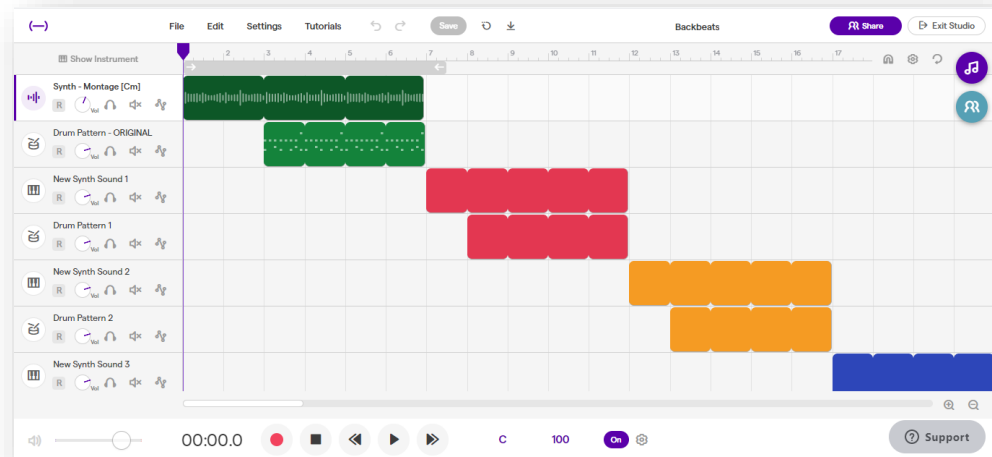 (—) File Edit Settings Tutorials Save Backbeats Share Exit Studio
Show Instrument 2 3 4 5 6 7 8 9 10 11 12 13 14 15 16 17
Synth - Montage [Cm]
R Vol
Drum Pattern - ORIGINAL
R Vol
New Synth Sound 1
R Vol
Drum Pattern 1
R Vol
New Synth Sound 2
R Vol
Drum Pattern 2
R Vol
New Synth Sound 3
R Vol
00:00.0 C 100 On
Support